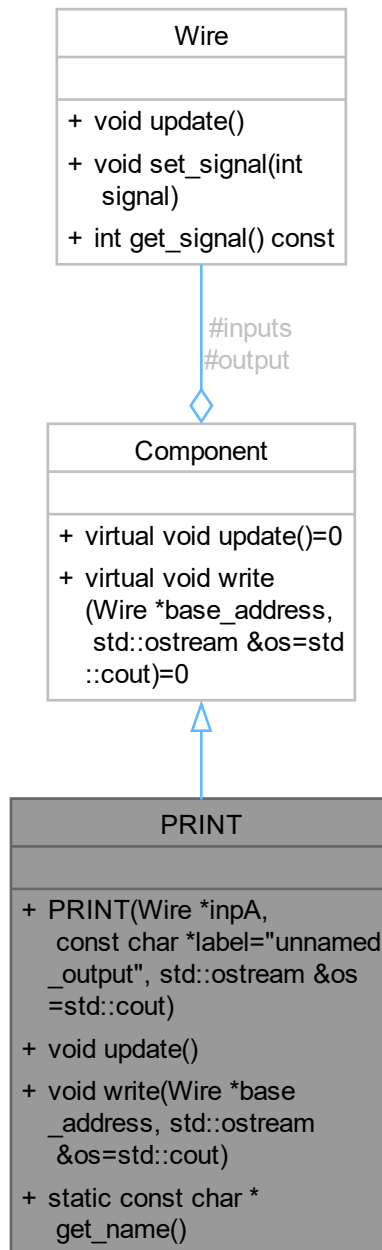 Wire
+ void update()
+ void set_signal(int
signal)
+ int get_signal() const
#inputs
#output
Component
+ virtual void update()=0
+ virtual void write
(Wire *base_address,
std::ostream &os=std
::cout)=0
PRINT
+ PRINT(Wire *inpA,
const char *label="unnamed
_output", std::ostream &os
=std::cout)
+ void update()
+ void write(Wire *base
_address, std::ostream
&os=std::cout)
+ static const char *
get_name()